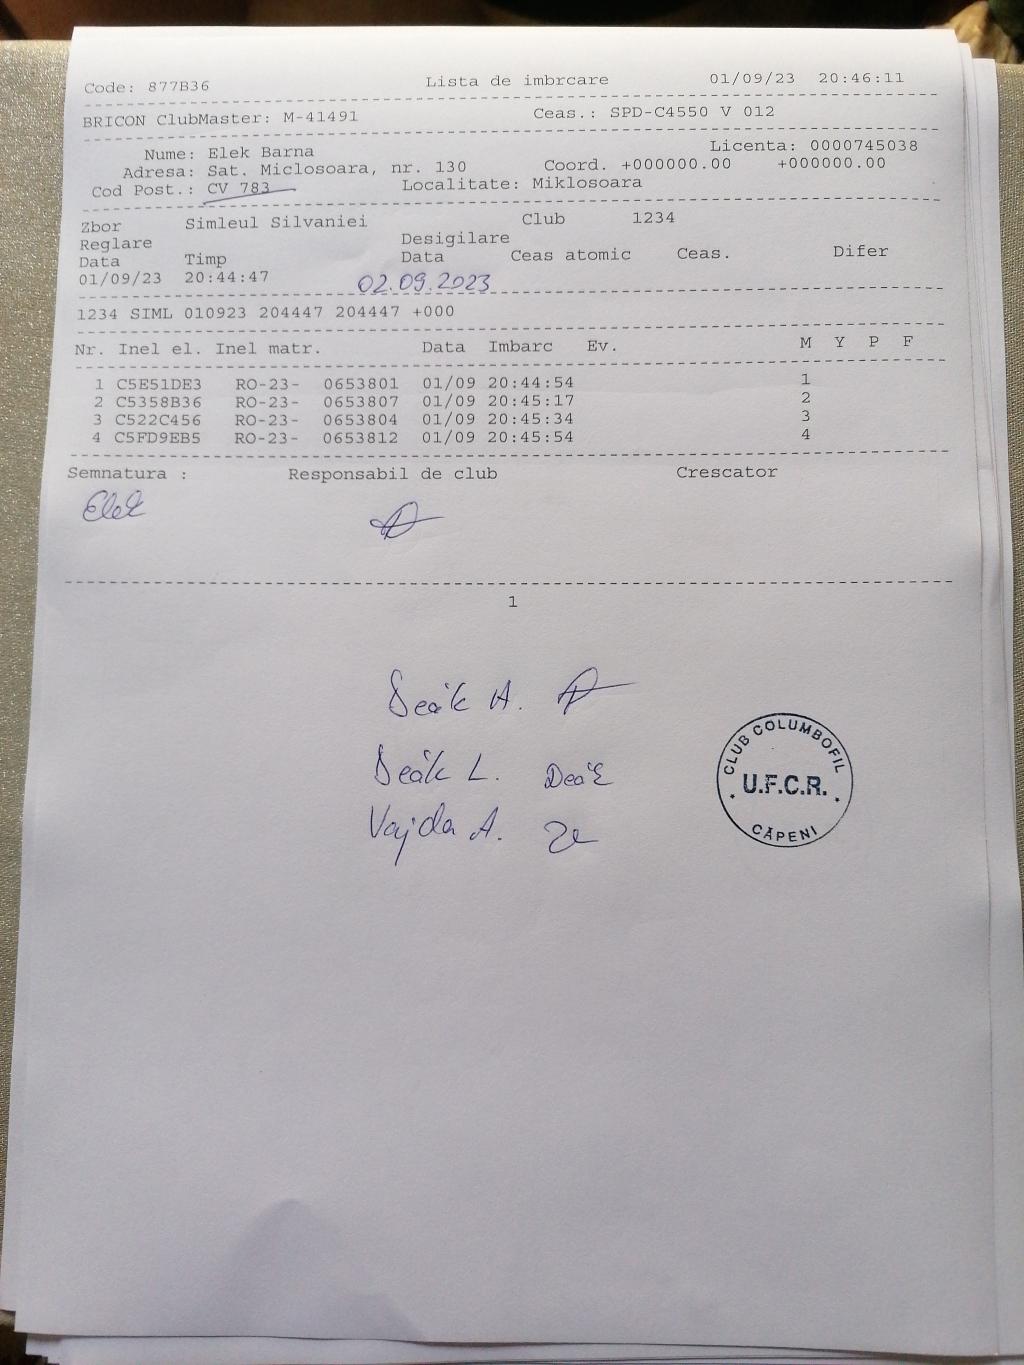 Code: 877B36 Lista de imbrcare 01/09/23 20:46:11
BRICON ClubMaster: M-41491 Ceas.: SPD-C4550 V 012
Licenta: 0000745038
Nume: Elek Barna
Adresa: Sat. Miclosoara, nr. 130 Coord. +000000.00 +000000.00
Cod Post.: CV 783 Localitate: Miklosoara
Zbor Simleul Silvaniei Club 1234
Reglare Desigilare
Data Timp Data Ceas atomic Ceas. Difer
01/09/23 20:44:47 02.09.2023
1234 SIML 010923 204447 204447 +000
Nr. Inel el. Inel matr. Data Imbarc Ev. M Y P F
1 C5E51DE3 RO-23- 0653801 01/09 20:44:54 1
2 C5358B36 RO-23- 0653807 01/09 20:45:17 2
3 C522C456 RO-23- 0653804 01/09 20:45:34 3
4 C5FD9EB5 RO-23- 0653812 01/09 20:45:54 4
Semnatura : Responsabil de club Crescator
Elek
1
Deák A.
Deák L. Deák
Vajda A.
CLUB COLUMBOFIL
U.F.C.R.
CĂPENI